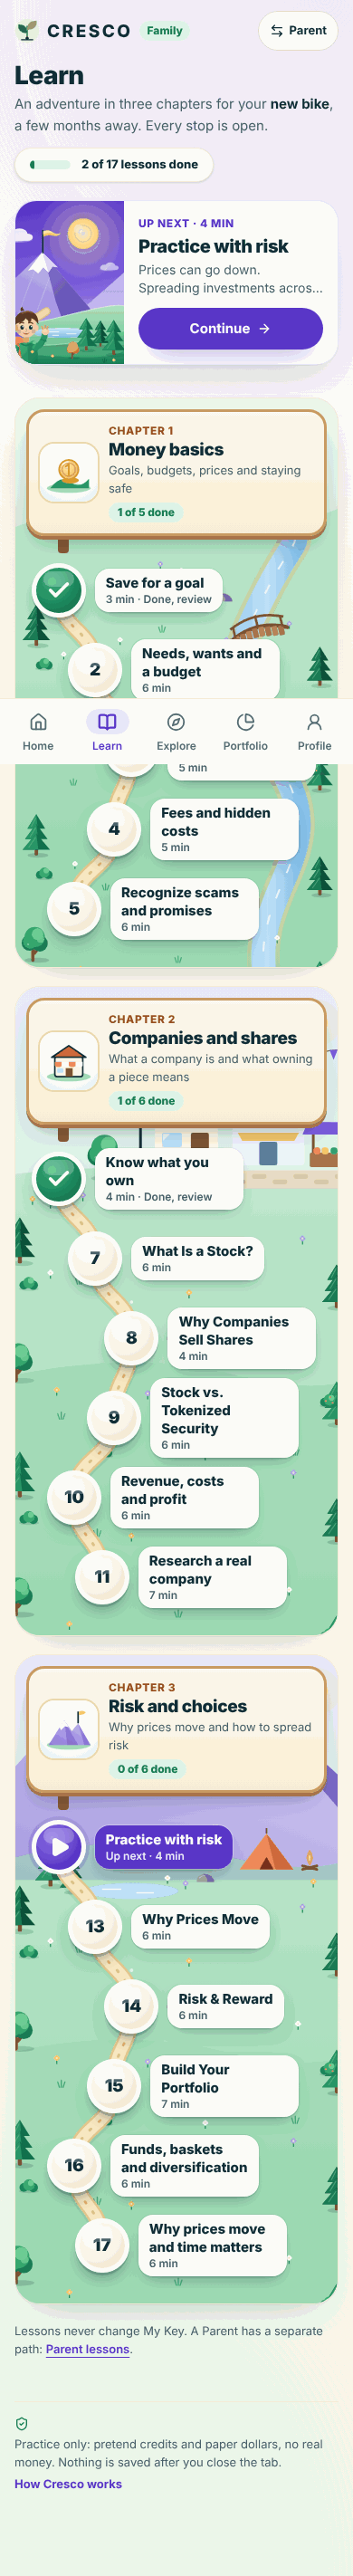 CRESCO Family
Parent
Learn
An adventure in three chapters for your new bike,
a few months away. Every stop is open.
2 of 17 lessons done
UP NEXT · 4 MIN
Practice with risk
Prices can go down.
Spreading investments acros...
Continue →
CHAPTER 1
Money basics
Goals, budgets, prices and staying
safe
1 of 5 done
Save for a goal
3 min · Done, review
2
Needs, wants and
a budget
6 min
Home
Learn
Explore
Portfolio
Profile
5 min
4
Fees and hidden
costs
5 min
5
Recognize scams
and promises
6 min
CHAPTER 2
Companies and shares
What a company is and what owning
a piece means
1 of 6 done
Know what you
own
4 min · Done, review
7
What Is a Stock?
6 min
8
Why Companies
Sell Shares
4 min
9
Stock vs.
Tokenized
Security
6 min
10
Revenue, costs
and profit
6 min
11
Research a real
company
7 min
CHAPTER 3
Risk and choices
Why prices move and how to spread
risk
0 of 6 done
Practice with risk
Up next · 4 min
13
Why Prices Move
6 min
14
Risk & Reward
6 min
15
Build Your
Portfolio
7 min
16
Funds, baskets
and diversification
6 min
17
Why prices move
and time matters
6 min
Lessons never change My Key. A Parent has a separate
path: Parent lessons.
Practice only: pretend credits and paper dollars, no real
money. Nothing is saved after you close the tab.
How Cresco works